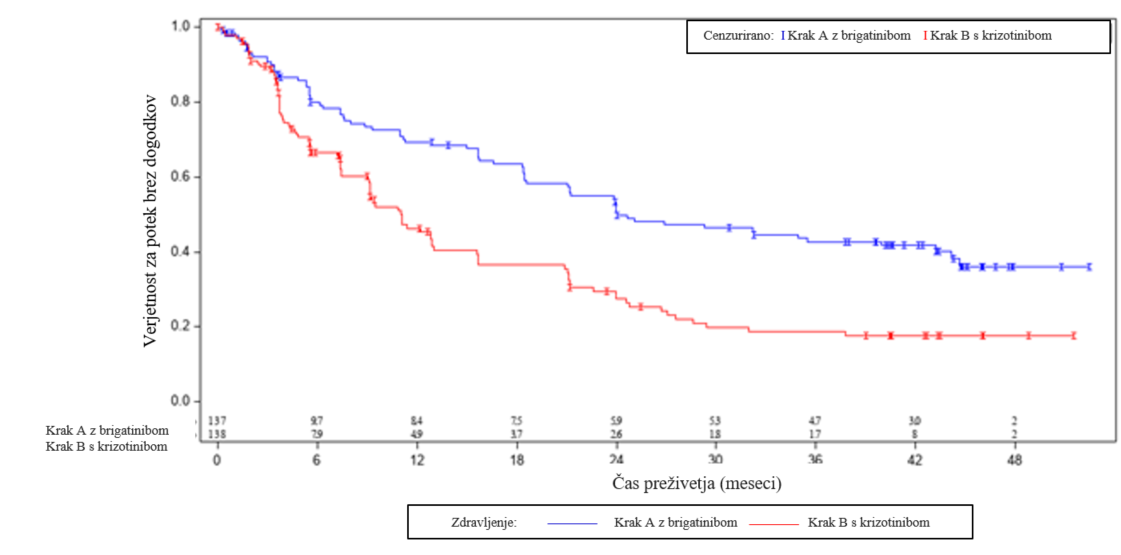 Cenzurirano: Krak A z brigatinibom Krak B s krizotinibom
Verjetnost za potek brez dogodkov
1.0
0.8
0.6
0.4
0.2
0.0
Krak A z brigatinibom 137 97 84 75 59 53 47 30 2
Krak B s krizotinibom 138 79 49 37 26 18 17 8 2
0 6 12 18 24 30 36 42 48
Čas preživetja (meseci)
Zdravljenje: Krak A z brigatinibom Krak B s krizotinibom